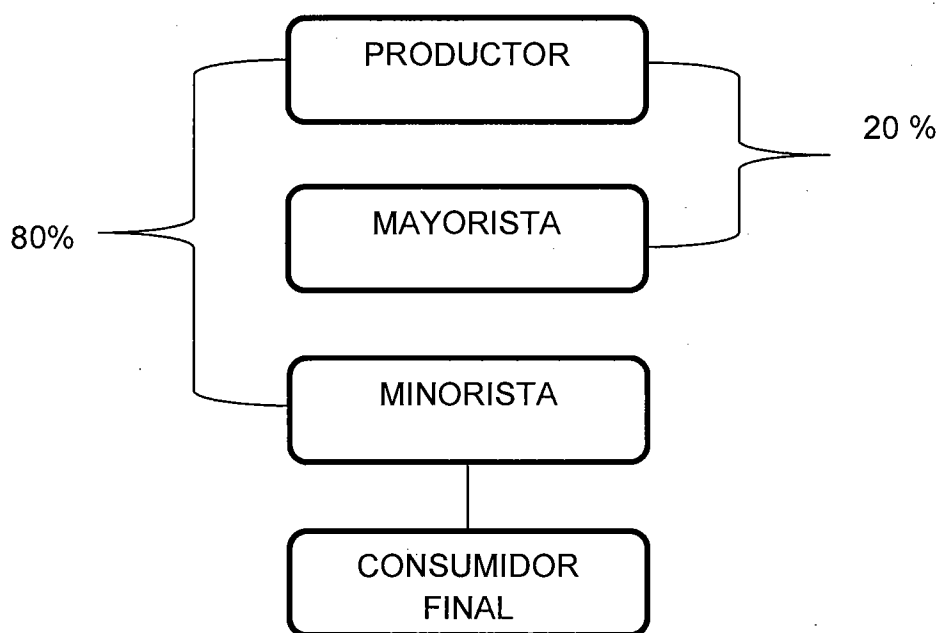 PRODUCTOR
20 %
MAYORISTA
80%
MINORISTA
CONSUMIDOR
FINAL